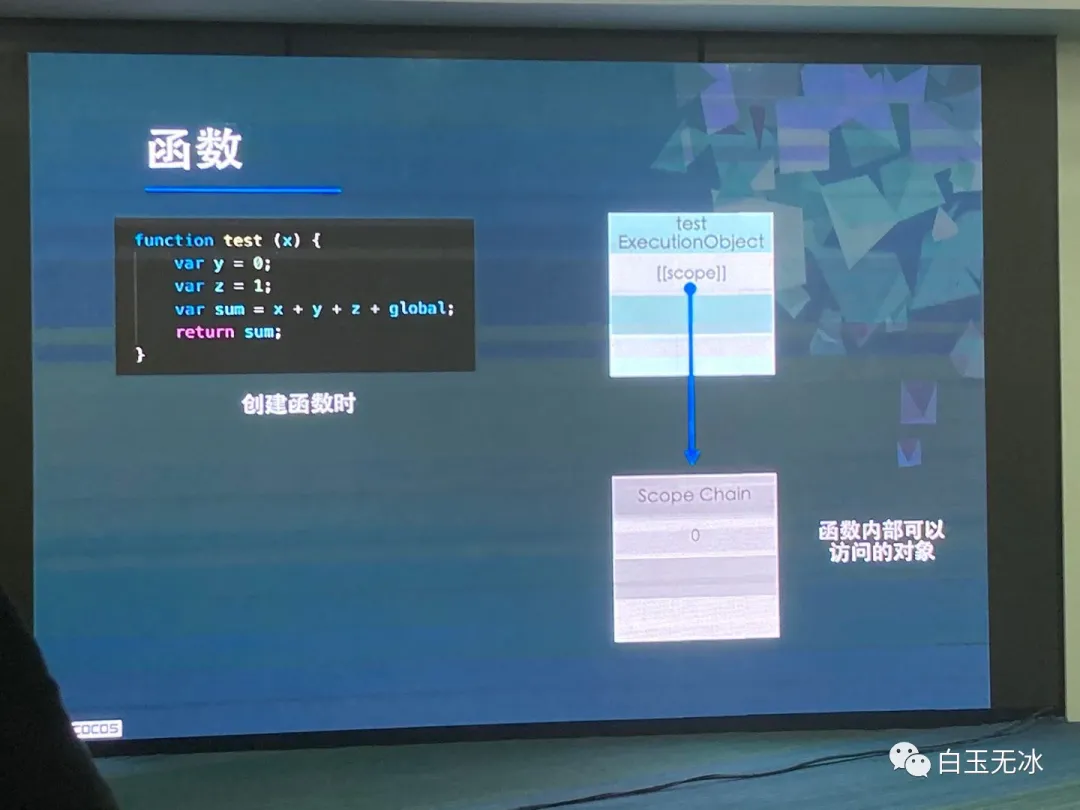 函数
function test (x) {
    var y = 0;
    var z = 1;
    var sum = x + y + z + global;
    return sum;
}
创建函数时
test
ExecutionObject
[[scope]]
Scope Chain
0
函数内部可以
访问的对象
COCOS
白玉无冰